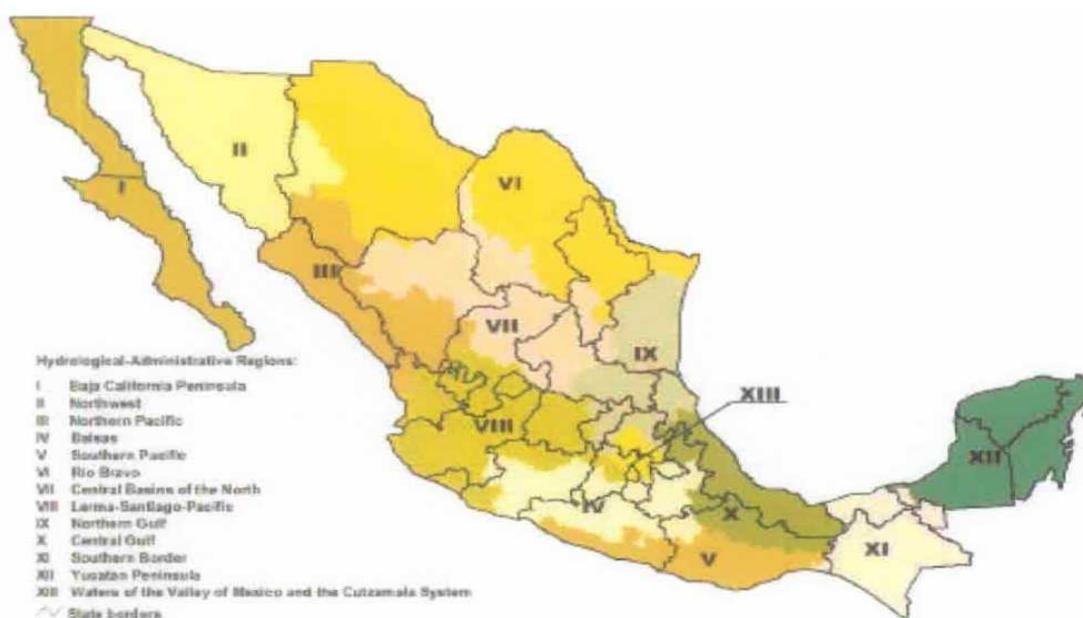 II
VI
I
III
VII
IX
XIII
VIII
XII
IV
X
V
XI
Hydrological-Administrative Regions:
I Baja California Peninsula
II Northwest
III Northern Pacific
IV Balsas
V Southern Pacific
VI Rio Bravo
VII Central Basins of the North
VIII Lerma-Santiago-Pacific
IX Northern Gulf
X Central Gulf
XI Southern Border
XII Yucatan Peninsula
XIII Waters of the Valley of Mexico and the Cutzamala System
State borders